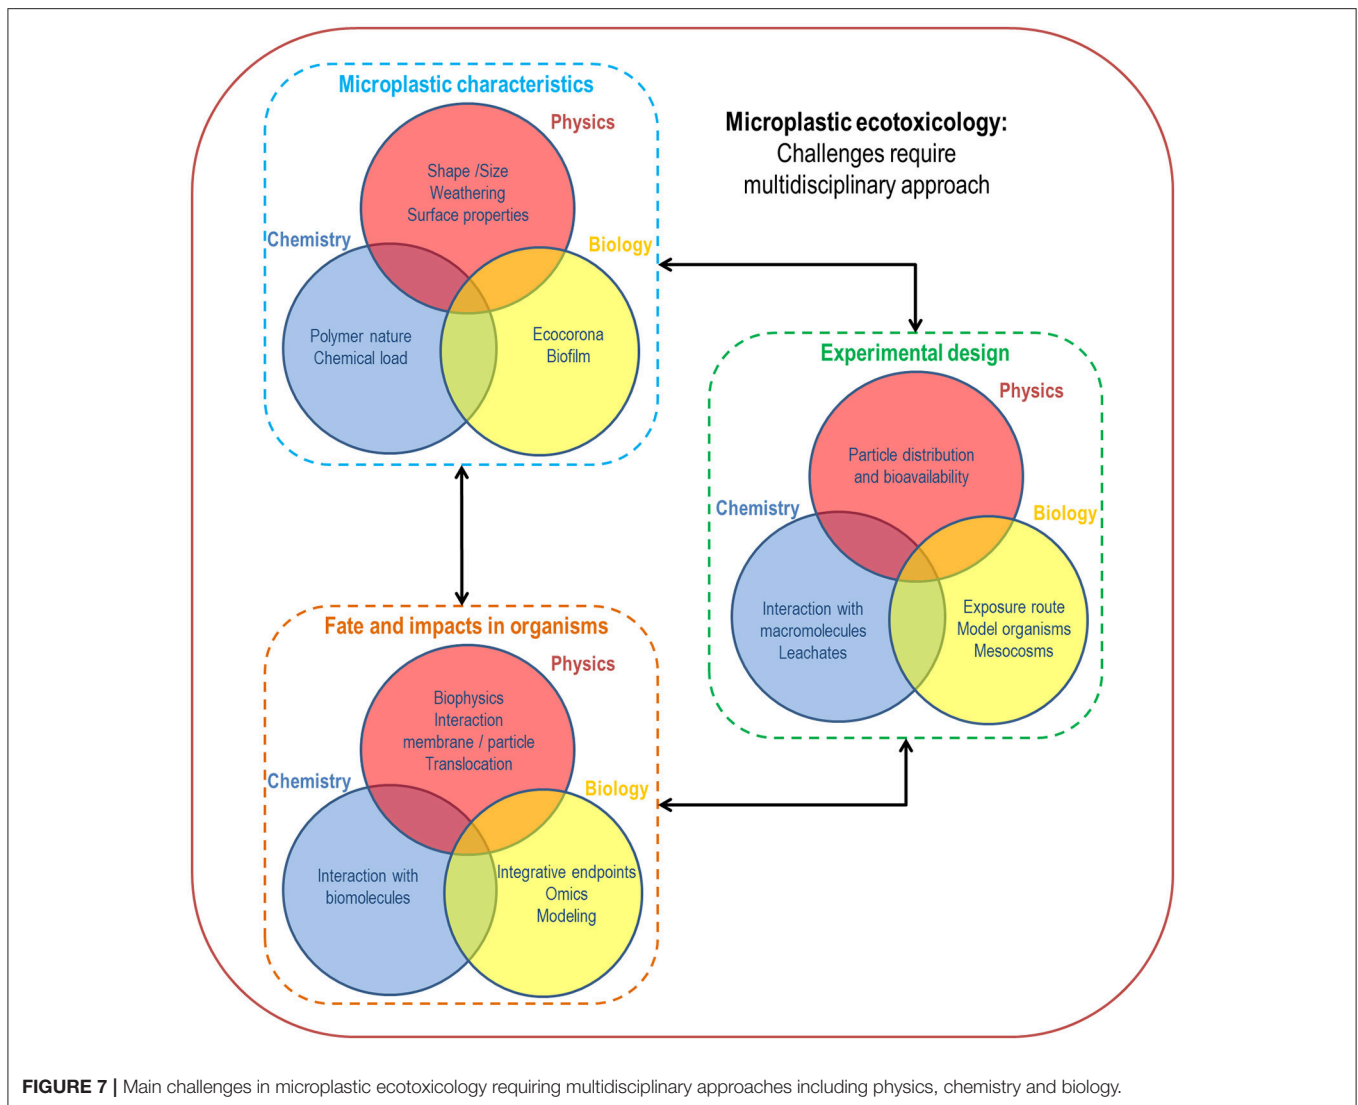 Microplastic characteristics
Physics
Shape /Size
Weathering
Surface properties
Chemistry
Biology
Polymer nature
Chemical load
Ecocorona
Biofilm
Microplastic ecotoxicology:
Challenges require
multidisciplinary approach
Experimental design
Physics
Particle distribution
and bioavailability
Chemistry
Biology
Interaction with
macromolecules
Leachates
Exposure route
Model organisms
Mesocosms
Fate and impacts in organisms
Physics
Biophysics
Interaction
membrane / particle
Translocation
Chemistry
Biology
Interaction with
biomolecules
Integrative endpoints
Omics
Modeling
FIGURE 7 | Main challenges in microplastic ecotoxicology requiring multidisciplinary approaches including physics, chemistry and biology.